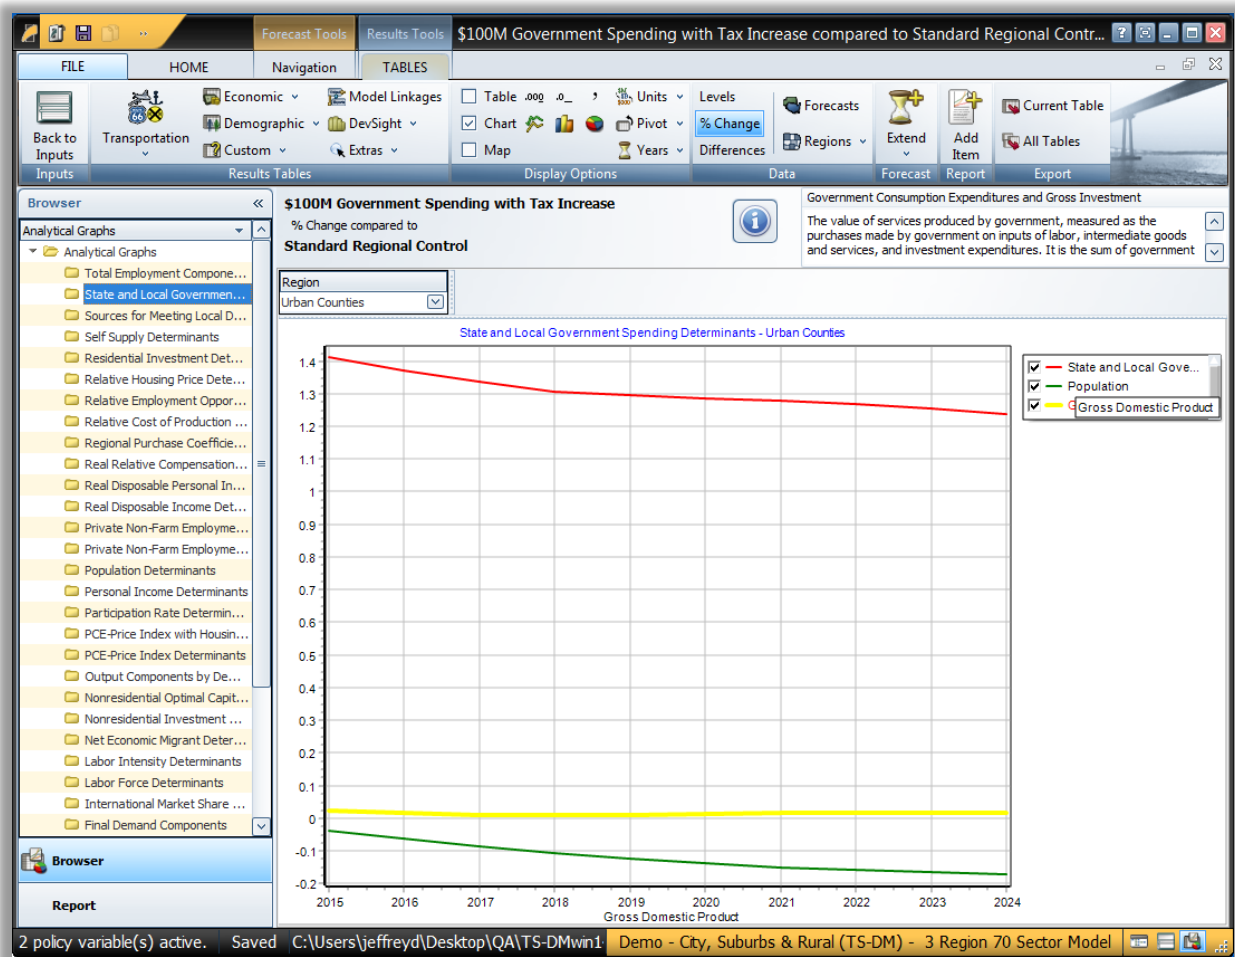 Forecast Tools
Results Tools
$100M Government Spending with Tax Increase compared to Standard Regional Contr...
FILE
HOME
Navigation
TABLES
Back to
Inputs
Transportation
Economic
Demographic
Custom
Model Linkages
DevSight
Extras
Table .000 .0_ ,
Chart
Map
Units
Pivot
Years
Levels
% Change
Differences
Forecasts
Regions
Extend
Add
Item
Current Table
All Tables
Inputs
Results Tables
Display Options
Data
Forecast
Report
Export
Browser
«
Analytical Graphs
Analytical Graphs
Total Employment Compone...
State and Local Governmen...
Sources for Meeting Local D...
Self Supply Determinants
Residential Investment Det...
Relative Housing Price Dete...
Relative Employment Oppor...
Relative Cost of Production ...
Regional Purchase Coefficie...
Real Relative Compensation...
Real Disposable Personal In...
Real Disposable Income Det...
Private Non-Farm Employme...
Private Non-Farm Employme...
Population Determinants
Personal Income Determinants
Participation Rate Determin...
PCE-Price Index with Housin...
PCE-Price Index Determinants
Output Components by De...
Nonresidential Optimal Capit...
Nonresidential Investment ...
Net Economic Migrant Deter...
Labor Intensity Determinants
Labor Force Determinants
International Market Share ...
Final Demand Components
Browser
Report
$100M Government Spending with Tax Increase
% Change compared to
Standard Regional Control
Government Consumption Expenditures and Gross Investment
The value of services produced by government, measured as the
purchases made by government on inputs of labor, intermediate goods
and services, and investment expenditures. It is the sum of government
Region
Urban Counties
State and Local Government Spending Determinants - Urban Counties
1.4
1.3
1.2
1.1
1
0.9
0.8
0.7
0.6
0.5
0.4
0.3
0.2
0.1
0
-0.1
-0.2
2015 2016 2017 2018 2019 2020 2021 2022 2023 2024
Gross Domestic Product
State and Local Gove...
Population
G
Gross Domestic Product
2 policy variable(s) active.
Saved
C:\Users\jeffreyd\Desktop\QA\TS-DMwin1
Demo - City, Suburbs & Rural (TS-DM) - 3 Region 70 Sector Model